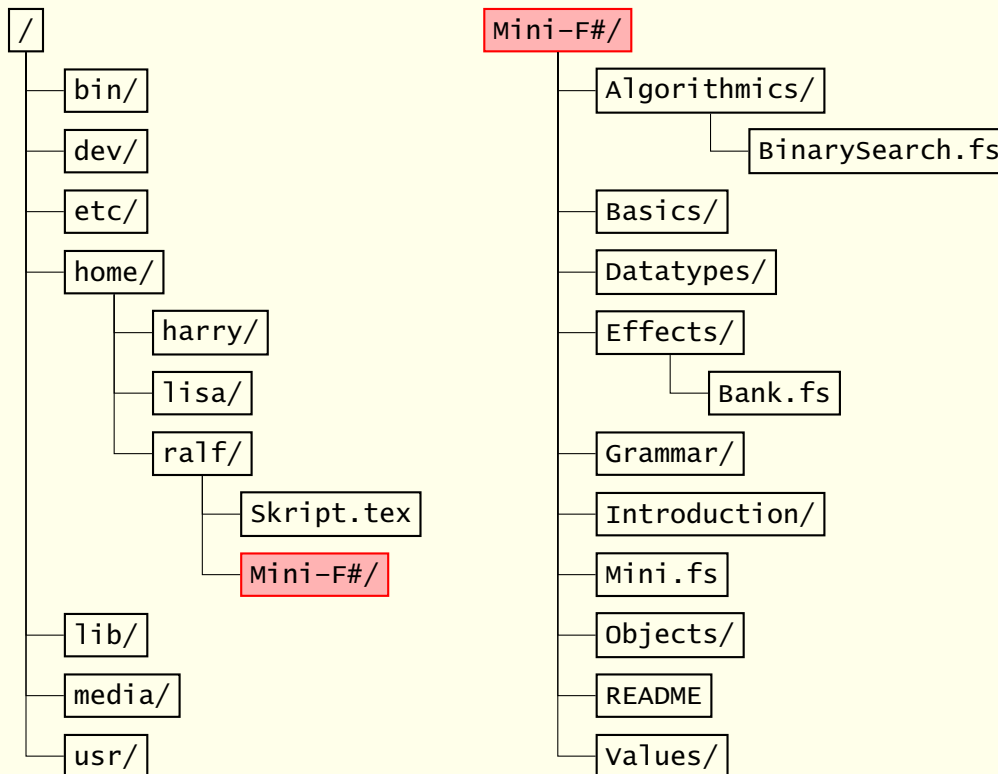 /
bin/
dev/
etc/
home/
harry/
lisa/
ralf/
Skript.tex
Mini-F#/
lib/
media/
usr/
Mini-F#/
Algorithmics/
BinarySearch.fs
Basics/
Datatypes/
Effects/
Bank.fs
Grammar/
Introduction/
Mini.fs
Objects/
README
Values/